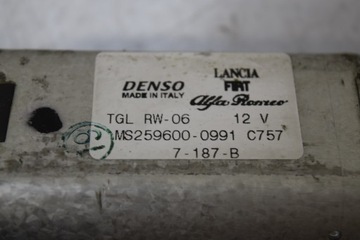 DENSO
MADE IN ITALY
LANCIA
FIAT
Alfa Romeo
TGL RW-06 12 V
MS259600-0991 C757
7-187-B